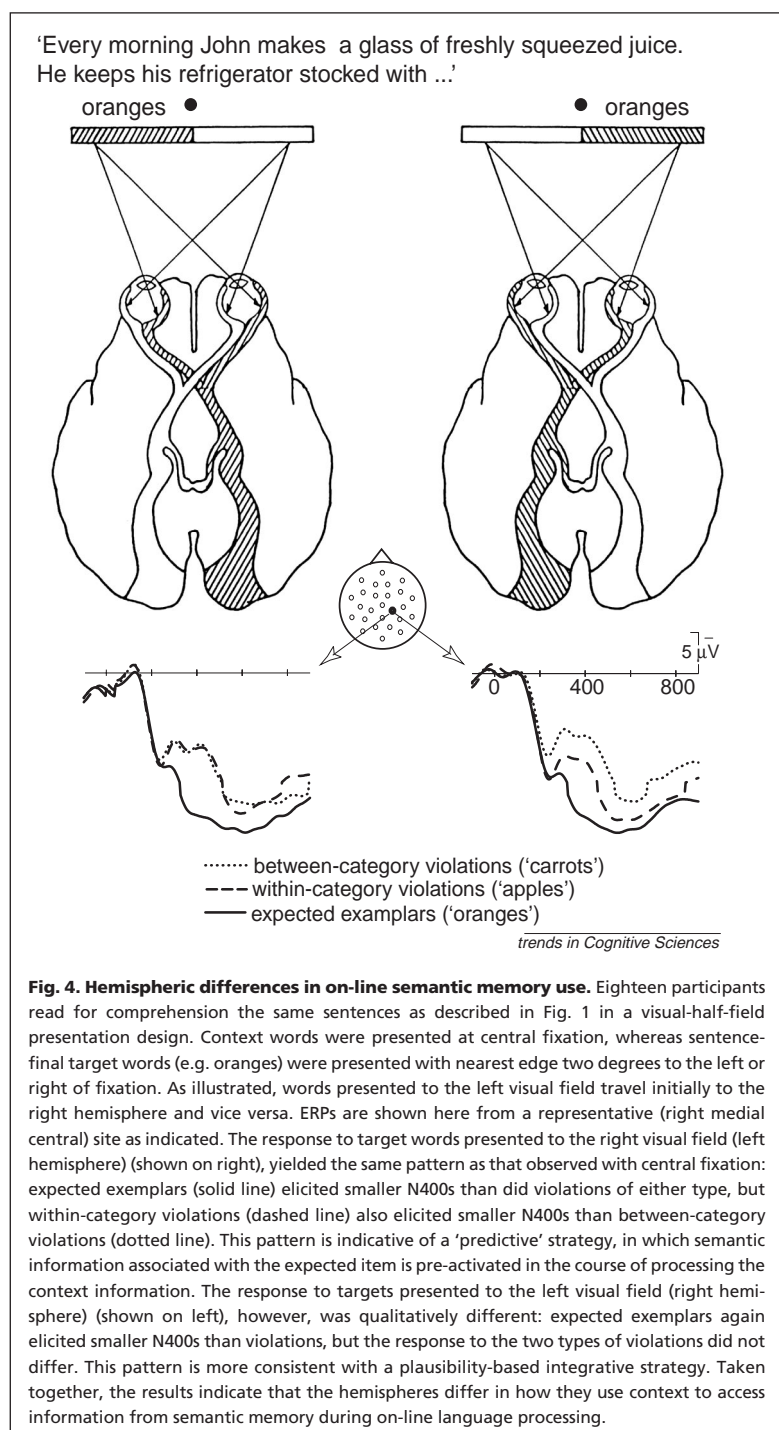 ‘Every morning John makes a glass of freshly squeezed juice.
He keeps his refrigerator stocked with ...’
oranges
oranges
5 µV
0 400 800
between-category violations (‘carrots’)
within-category violations (‘apples’)
expected examplars (‘oranges’)
trends in Cognitive Sciences
Fig. 4. Hemispheric differences in on-line semantic memory use. Eighteen participants
read for comprehension the same sentences as described in Fig. 1 in a visual-half-field
presentation design. Context words were presented at central fixation, whereas sentence-
final target words (e.g. oranges) were presented with nearest edge two degrees to the left or
right of fixation. As illustrated, words presented to the left visual field travel initially to the
right hemisphere and vice versa. ERPs are shown here from a representative (right medial
central) site as indicated. The response to target words presented to the right visual field (left
hemisphere) (shown on right), yielded the same pattern as that observed with central fixation:
expected exemplars (solid line) elicited smaller N400s than did violations of either type, but
within-category violations (dashed line) also elicited smaller N400s than between-category
violations (dotted line). This pattern is indicative of a ‘predictive’ strategy, in which semantic
information associated with the expected item is pre-activated in the course of processing the
context information. The response to targets presented to the left visual field (right hemi-
sphere) (shown on left), however, was qualitatively different: expected exemplars again
elicited smaller N400s than violations, but the response to the two types of violations did not
differ. This pattern is more consistent with a plausibility-based integrative strategy. Taken
together, the results indicate that the hemispheres differ in how they use context to access
information from semantic memory during on-line language processing.